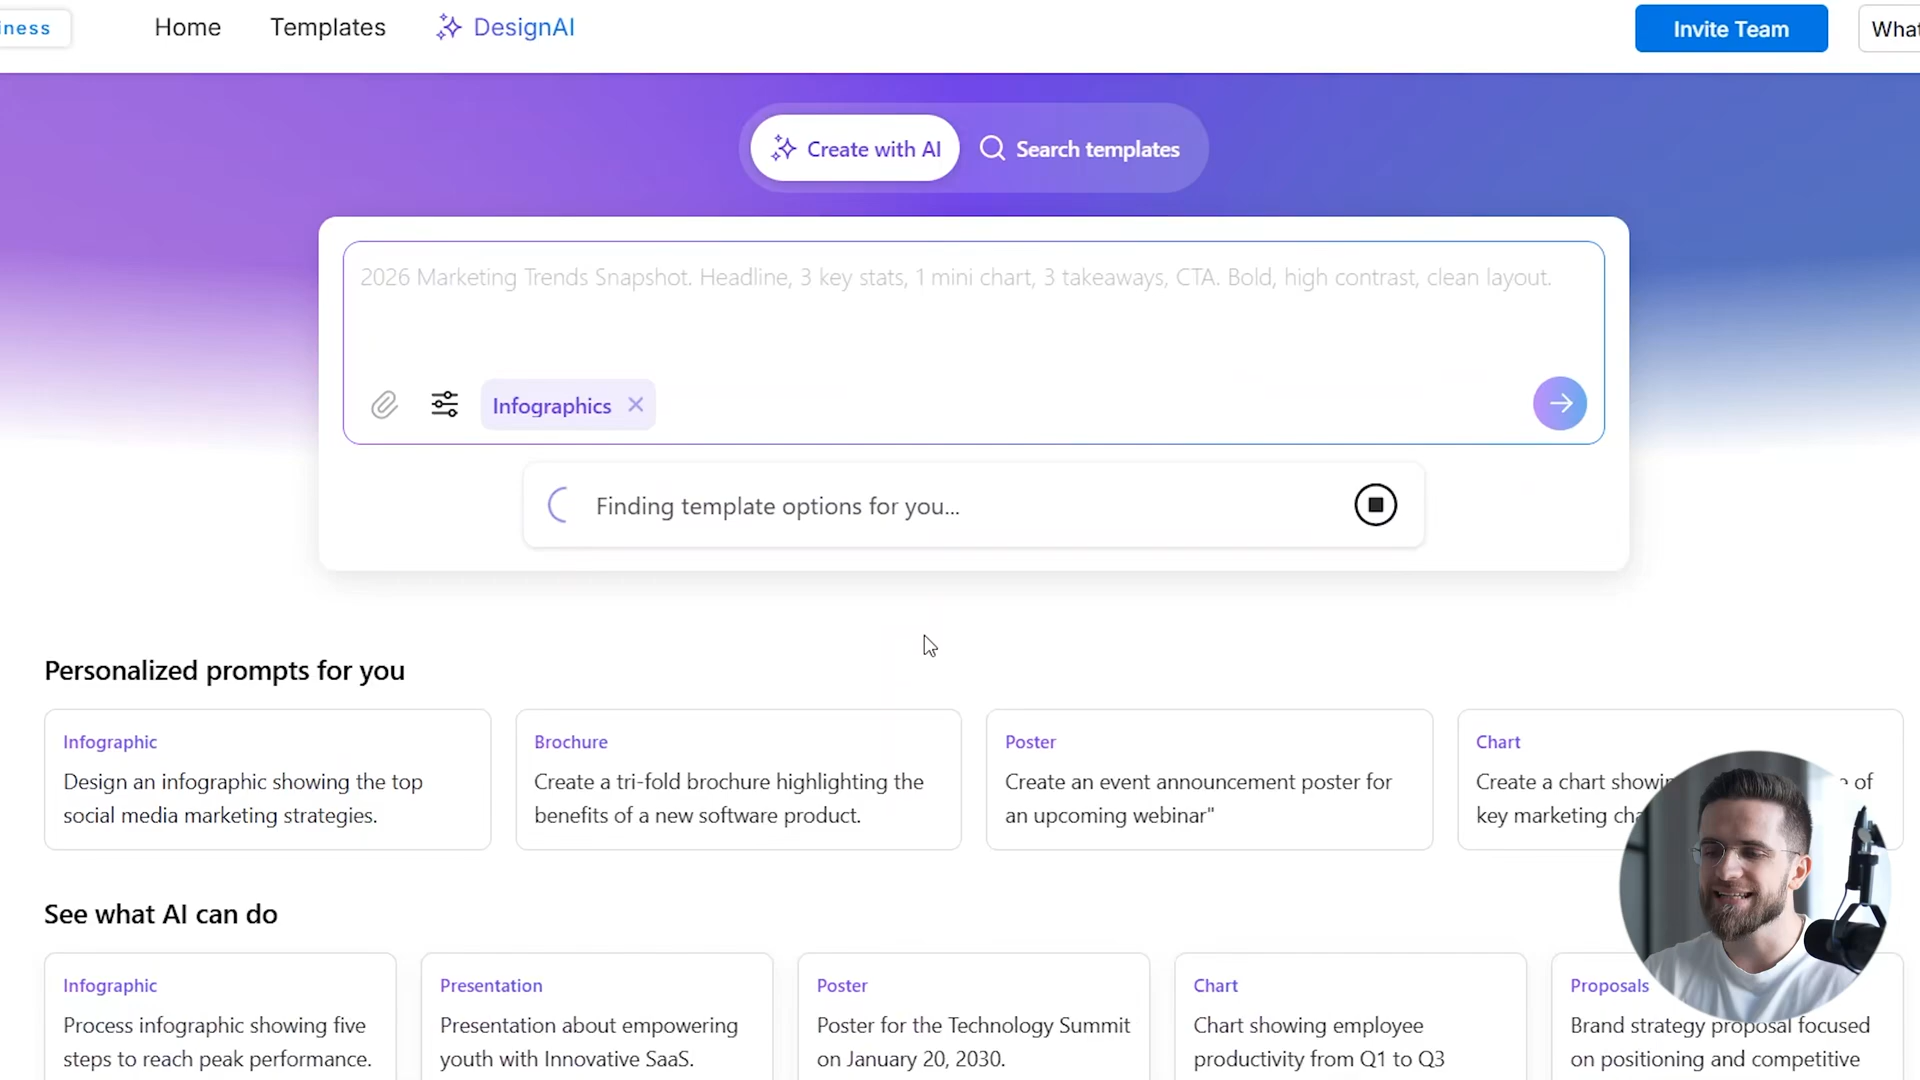 Home Templates DesignAI Invite Team
Create with AI Search templates
2026 Marketing Trends Snapshot. Headline, 3 key stats, 1 mini chart, 3 takeaways, CTA. Bold, high contrast, clean layout.
Infographics
Finding template options for you...
Personalized prompts for you
Infographic
Design an infographic showing the top
social media marketing strategies.
Brochure
Create a tri-fold brochure highlighting the
benefits of a new software product.
Poster
Create an event announcement poster for
an upcoming webinar"
Chart
Create a chart of
key marketing
See what AI can do
Infographic
Process infographic showing five
steps to reach peak performance.
Presentation
Presentation about empowering
youth with Innovative SaaS.
Poster
Poster for the Technology Summit
on January 20, 2030.
Chart
Chart showing employee
productivity from Q1 to Q3
Proposals
Brand strategy proposal focused
on positioning and competitive